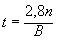 t = 2,8n / B